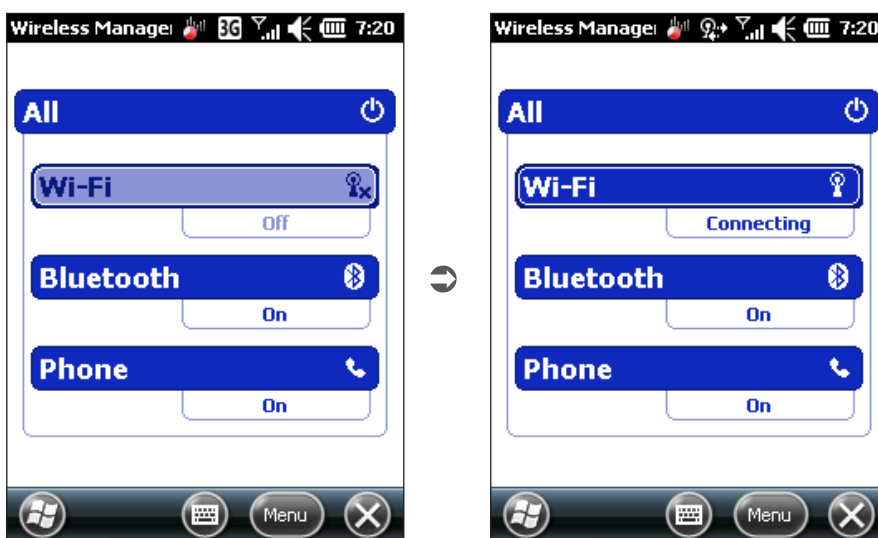 Wireless Manager 3G 7:20
All
Wi-Fi
Off
Bluetooth
On
Phone
On
Menu
Wireless Manager 7:20
All
Wi-Fi
Connecting
Bluetooth
On
Phone
On
Menu